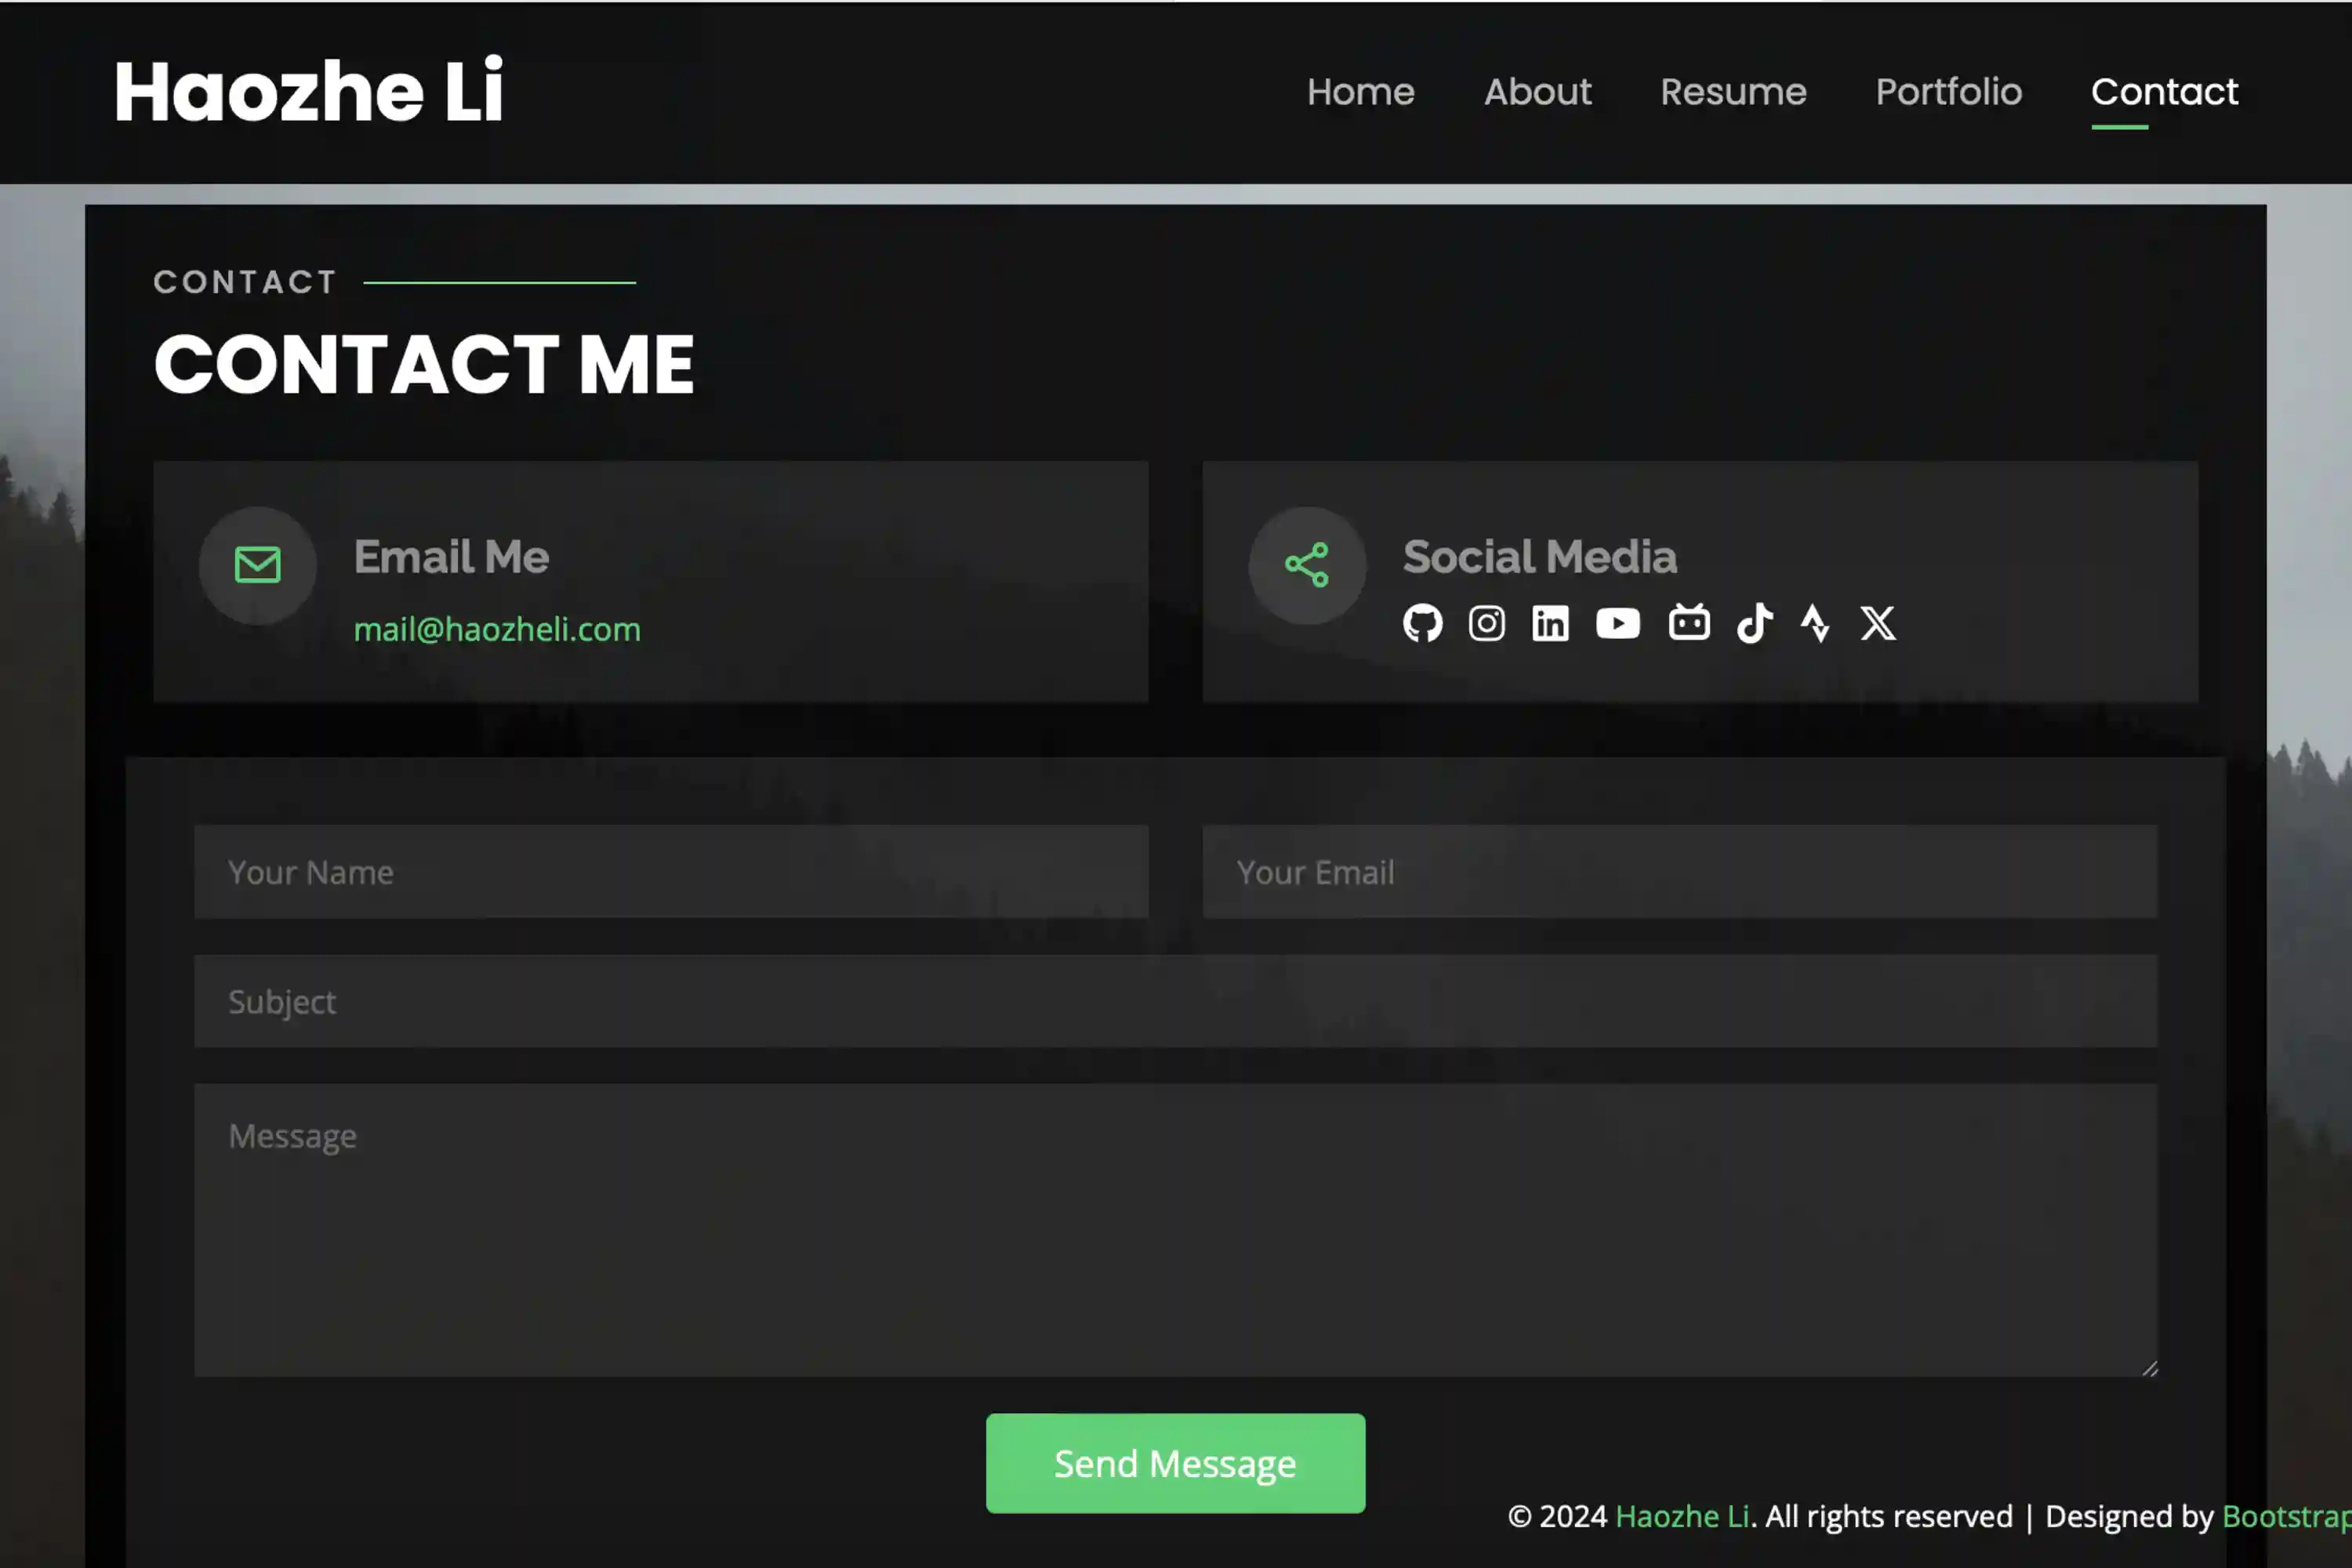 Haozhe Li
Home About Resume Portfolio Contact
CONTACT
CONTACT ME
Email Me
mail@haozheli.com
Social Media
Your Name
Your Email
Subject
Message
Send Message
© 2024 Haozhe Li. All rights reserved | Designed by Bootstrap